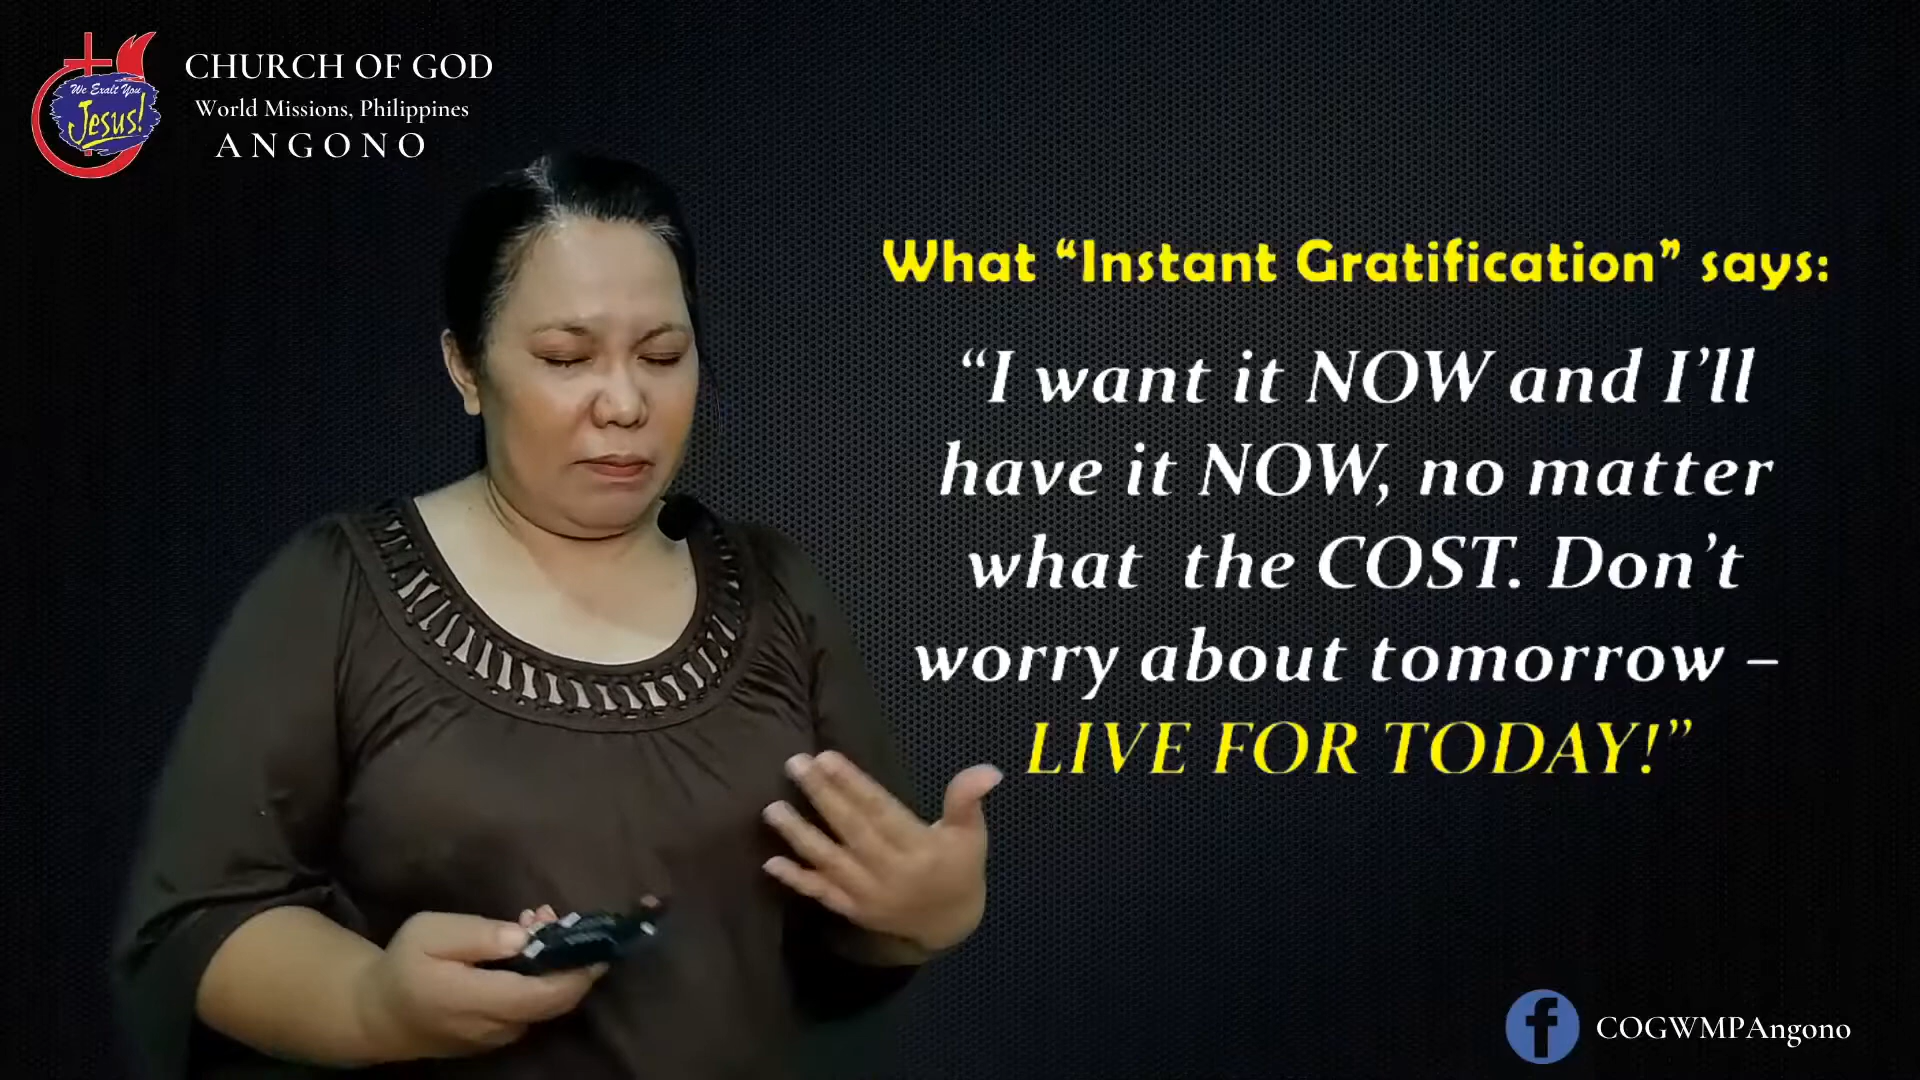 We Exalt You
Jesus!
CHURCH OF GOD
World Missions, Philippines
ANGONO
What “Instant Gratification” says:
“I want it NOW and I’ll
have it NOW, no matter
what the COST. Don’t
worry about tomorrow –
LIVE FOR TODAY!”
f COGWMPAngono